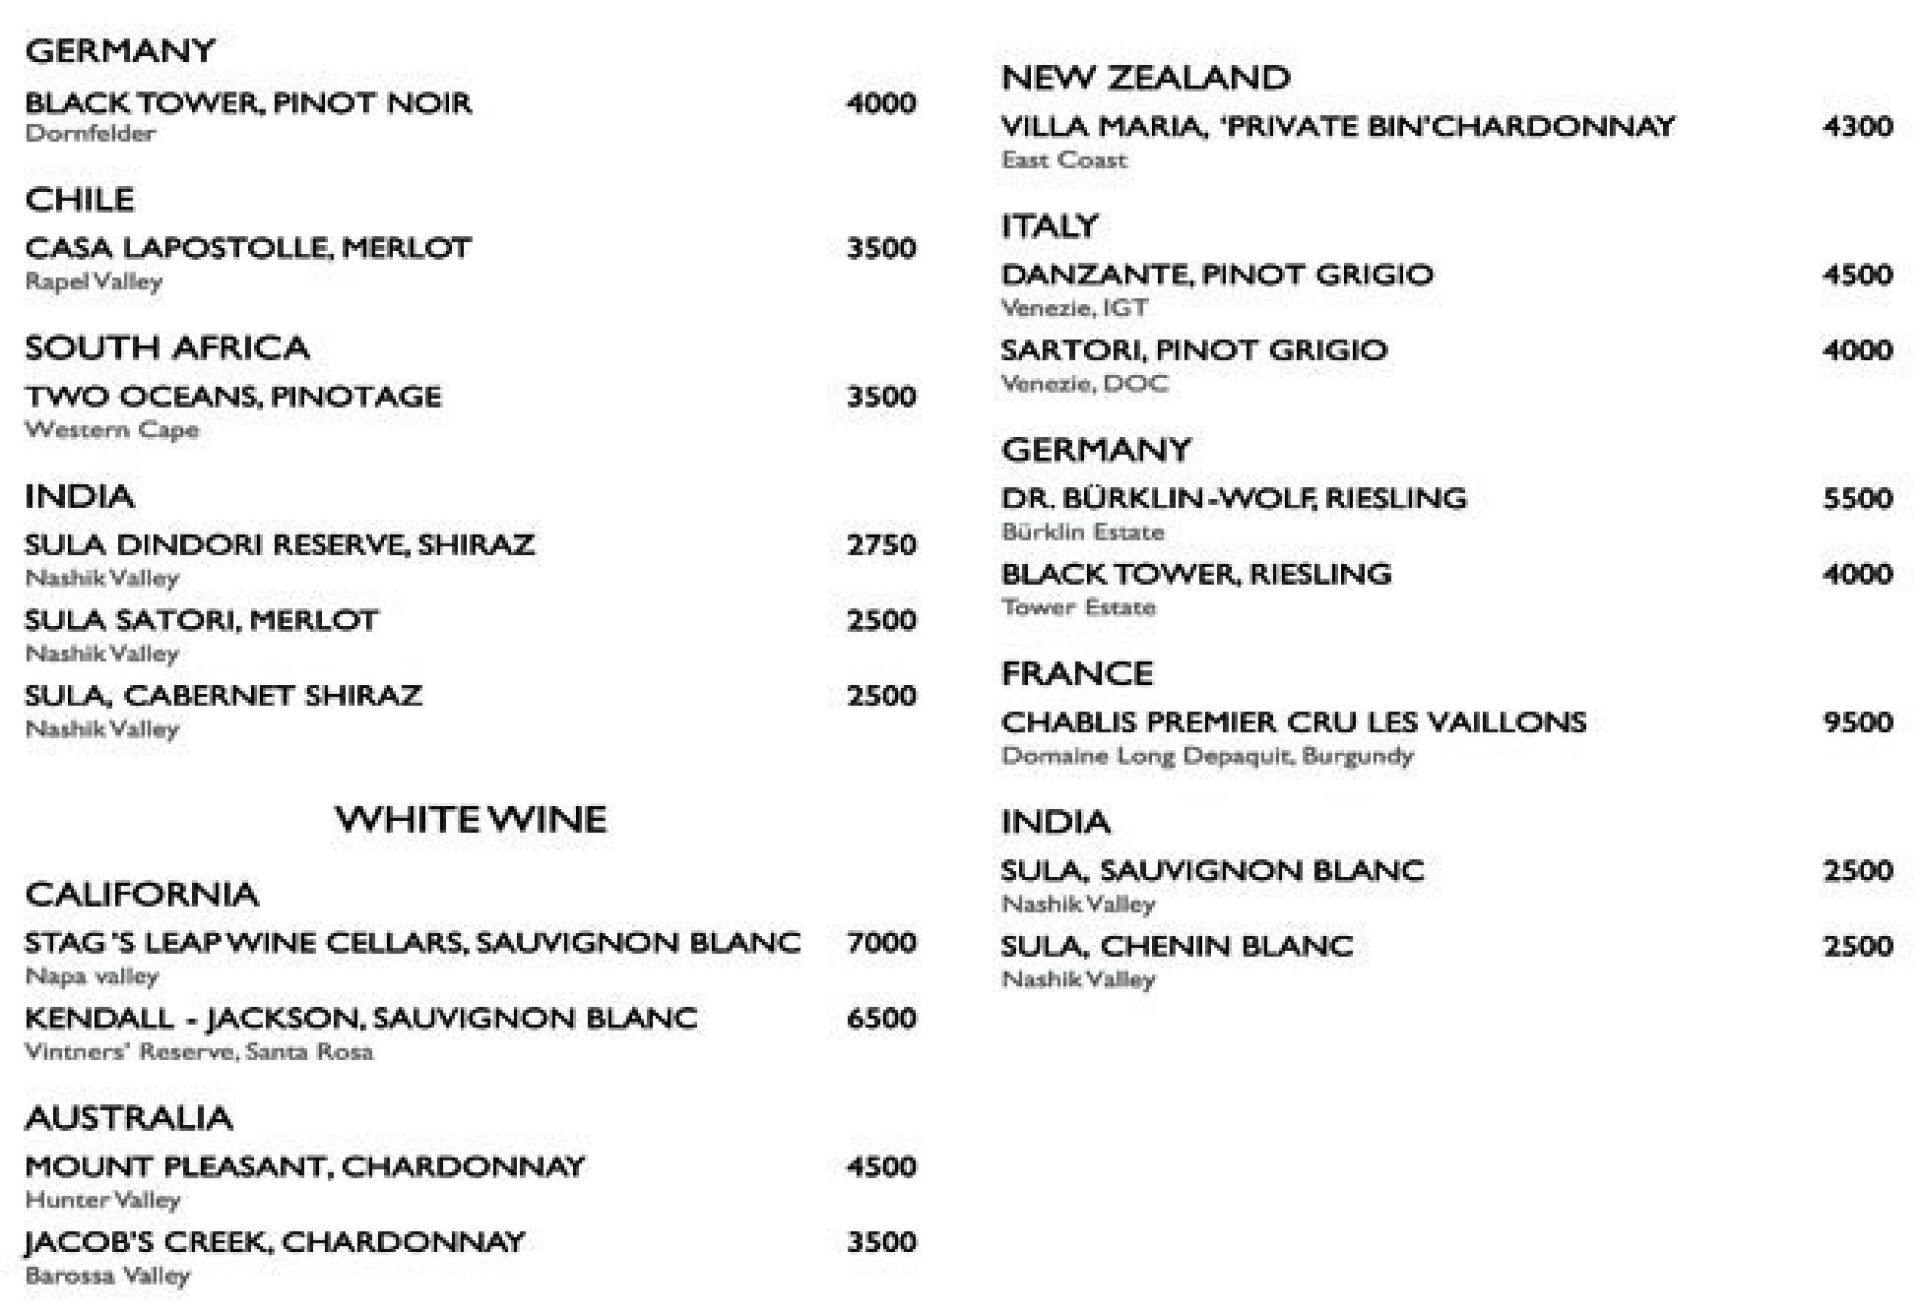 GERMANY
BLACK TOWER, PINOT NOIR 4000
Dornfelder
CHILE
CASA LAPOSTOLLE, MERLOT 3500
Rapel Valley
SOUTH AFRICA
TWO OCEANS, PINOTAGE 3500
Western Cape
INDIA
SULA DINDORI RESERVE, SHIRAZ 2750
Nashik Valley
SULA SATORI, MERLOT 2500
Nashik Valley
SULA, CABERNET SHIRAZ 2500
Nashik Valley
WHITE WINE
CALIFORNIA
STAG 'S LEAP WINE CELLARS, SAUVIGNON BLANC 7000
Napa valley
KENDALL - JACKSON, SAUVIGNON BLANC 6500
Vintners' Reserve, Santa Rosa
AUSTRALIA
MOUNT PLEASANT, CHARDONNAY 4500
Hunter Valley
JACOB'S CREEK, CHARDONNAY 3500
Barossa Valley
NEW ZEALAND
VILLA MARIA, 'PRIVATE BIN'CHARDONNAY 4300
East Coast
ITALY
DANZANTE, PINOT GRIGIO 4500
Venezie, IGT
SARTORI, PINOT GRIGIO 4000
Venezie, DOC
GERMANY
DR. BÜRKLIN-WOLF, RIESLING 5500
Bürklin Estate
BLACK TOWER, RIESLING 4000
Tower Estate
FRANCE
CHABLIS PREMIER CRU LES VAILLONS 9500
Domaine Long Depaquit, Burgundy
INDIA
SULA, SAUVIGNON BLANC 2500
Nashik Valley
SULA, CHENIN BLANC 2500
Nashik Valley